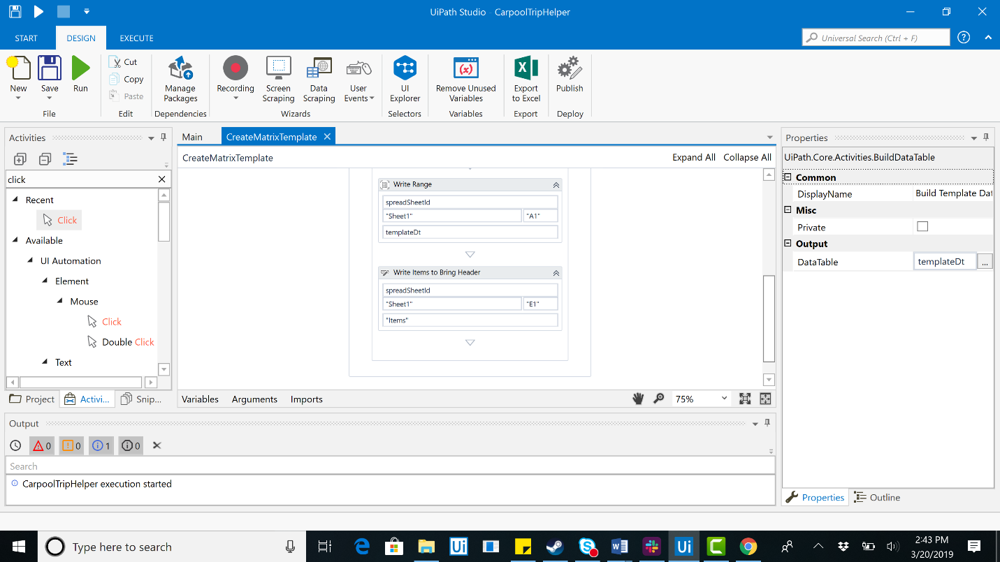 UiPath Studio - CarpoolTripHelper
START
DESIGN
EXECUTE
Universal Search (Ctrl + F)
New
Save
Run
File
Cut
Copy
Paste
Edit
Manage Packages
Dependencies
Recording
Screen Scraping
Data Scraping
User Events
Wizards
UI Explorer
Selectors
Remove Unused Variables
Variables
Export to Excel
Export
Publish
Deploy
Activities
click
Recent
Click
Available
UI Automation
Element
Mouse
Click
Double Click
Text
Project
Activi...
Snip...
Main
CreateMatrixTemplate
CreateMatrixTemplate
Expand All
Collapse All
Write Range
spreadSheetId
"Sheet1"
"A1"
templateDt
Write Items to Bring Header
spreadSheetId
"Sheet1"
"E1"
"Items"
Variables
Arguments
Imports
75%
Properties
UiPath.Core.Activities.BuildDataTable
Common
DisplayName
Build Template Dat
Misc
Private
Output
DataTable
templateDt
...
Properties
Outline
Output
0
0
1
0
Search
CarpoolTripHelper execution started
Type here to search
Ui
Ui
2:43 PM
3/20/2019